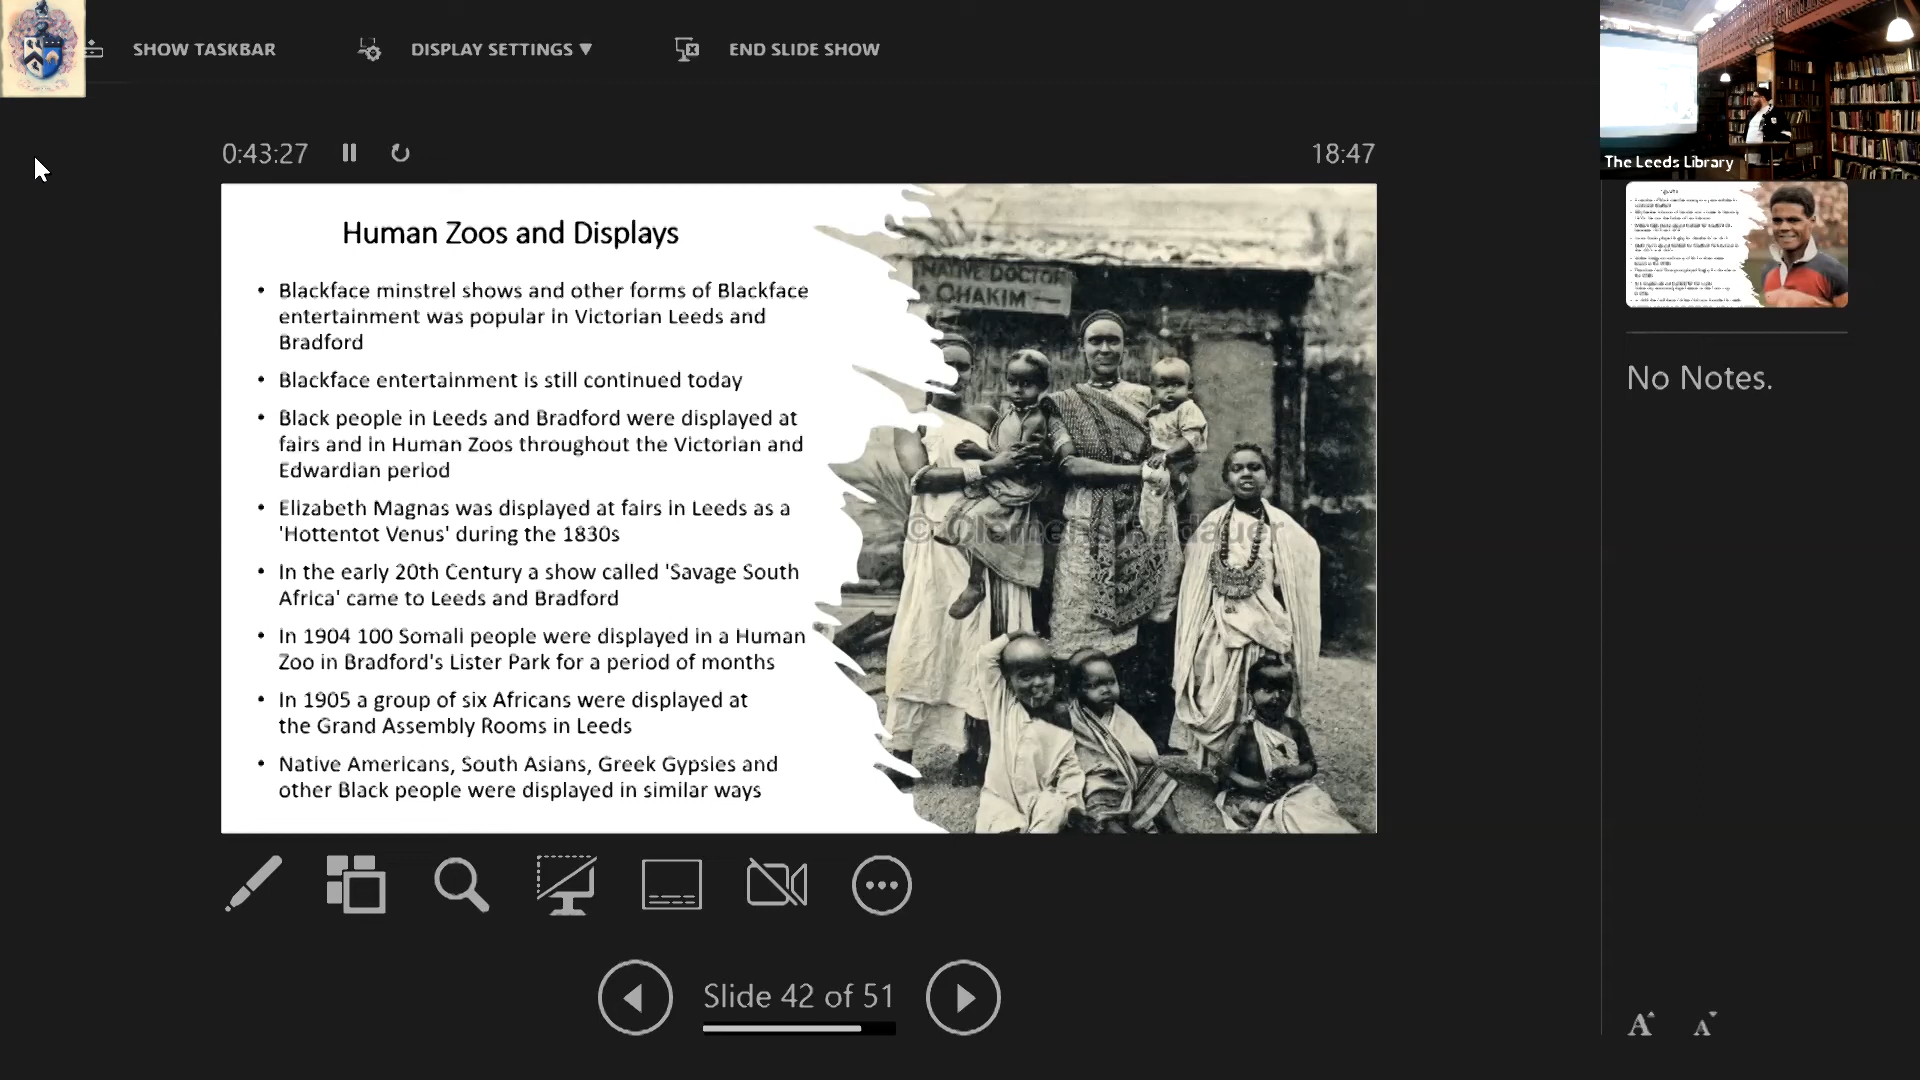 SHOW TASKBAR
DISPLAY SETTINGS ▼
END SLIDE SHOW
The Leeds Library
0:43:27
18:47
Human Zoos and Displays
• Blackface minstrel shows and other forms of Blackface
entertainment was popular in Victorian Leeds and
Bradford
• Blackface entertainment is still continued today
• Black people in Leeds and Bradford were displayed at
fairs and in Human Zoos throughout the Victorian and
Edwardian period
• Elizabeth Magnas was displayed at fairs in Leeds as a
'Hottentot Venus' during the 1830s
• In the early 20th Century a show called 'Savage South
Africa' came to Leeds and Bradford
• In 1904 100 Somali people were displayed in a Human
Zoo in Bradford's Lister Park for a period of months
• In 1905 a group of six Africans were displayed at
the Grand Assembly Rooms in Leeds
• Native Americans, South Asians, Greek Gypsies and
other Black people were displayed in similar ways
NATIVE DOCTOR
CHAKIM
© Clemens Radauer
No Notes.
Slide 42 of 51
A A